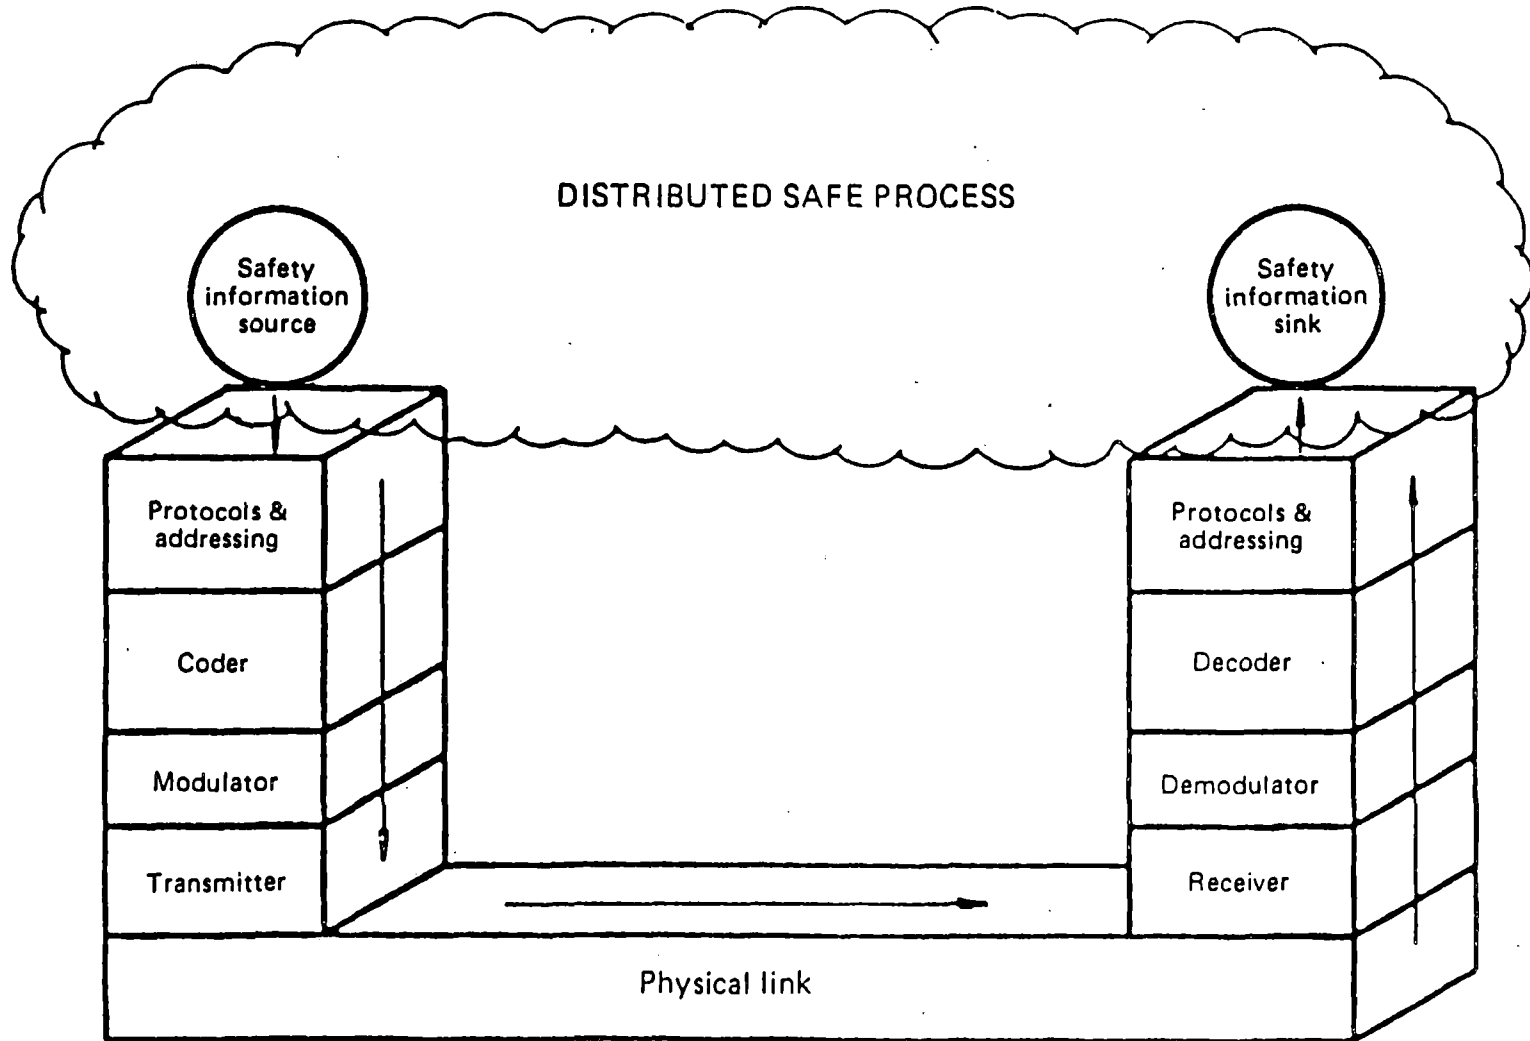 DISTRIBUTED SAFE PROCESS
Safety
information
source
Safety
information
sink
Protocols &
addressing
Coder
Modulator
Transmitter
Protocols &
addressing
Decoder
Demodulator
Receiver
Physical link